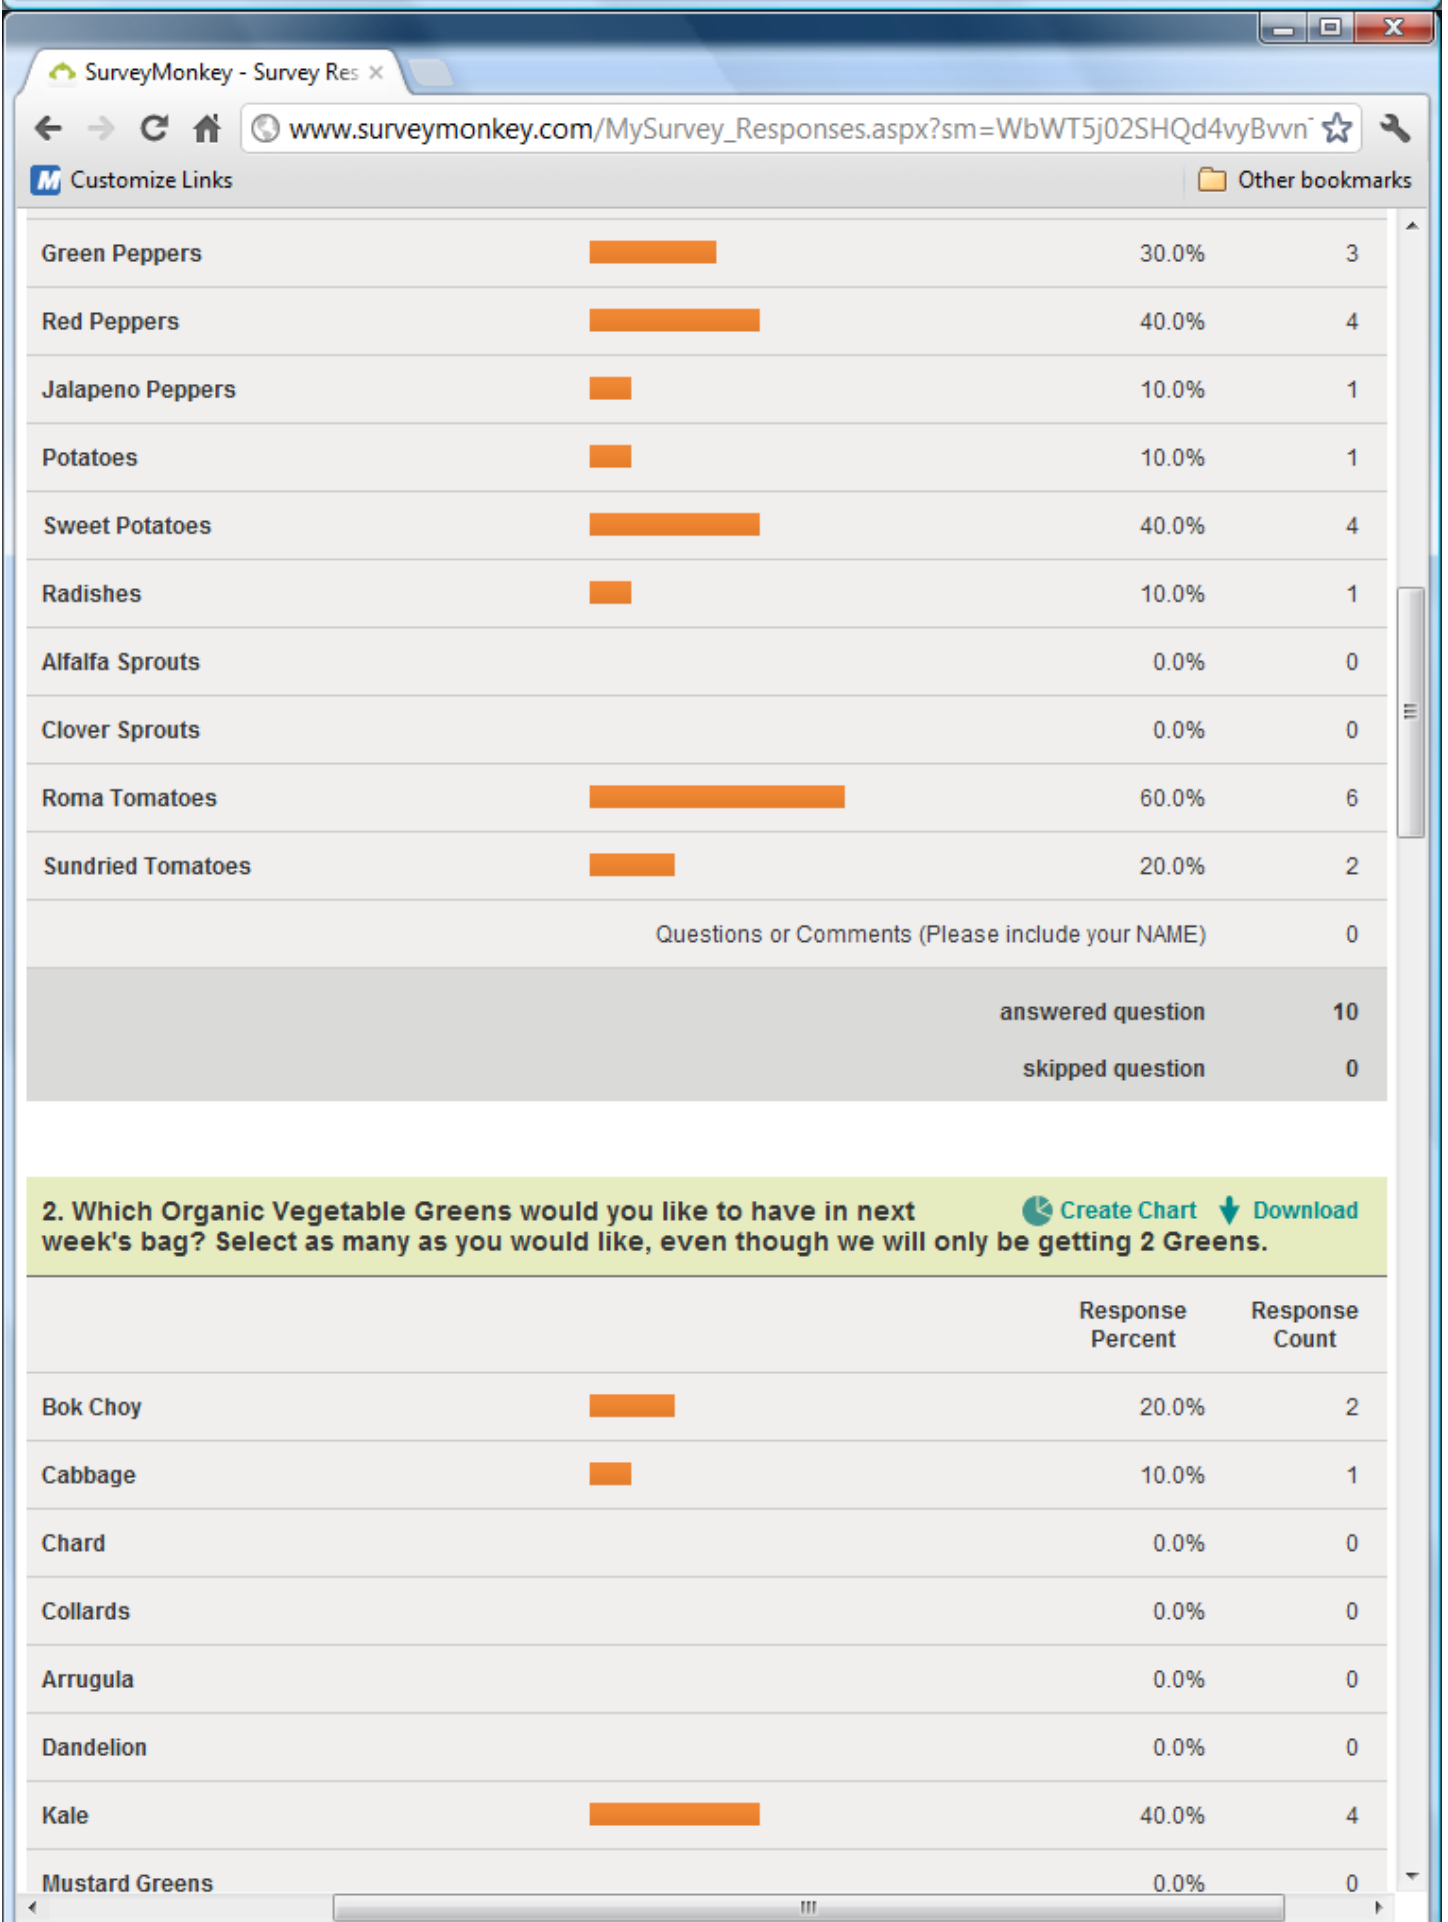 SurveyMonkey - Survey Res
www.surveymonkey.com/MySurvey_Responses.aspx?sm=WbWT5j02SHQd4vyBvvn
Customize Links Other bookmarks
Green Peppers 30.0% 3
Red Peppers 40.0% 4
Jalapeno Peppers 10.0% 1
Potatoes 10.0% 1
Sweet Potatoes 40.0% 4
Radishes 10.0% 1
Alfalfa Sprouts 0.0% 0
Clover Sprouts 0.0% 0
Roma Tomatoes 60.0% 6
Sundried Tomatoes 20.0% 2
Questions or Comments (Please include your NAME) 0
answered question 10
skipped question 0
2. Which Organic Vegetable Greens would you like to have in next Create Chart Download
week's bag? Select as many as you would like, even though we will only be getting 2 Greens.
Response Response
Percent Count
Bok Choy 20.0% 2
Cabbage 10.0% 1
Chard 0.0% 0
Collards 0.0% 0
Arrugula 0.0% 0
Dandelion 0.0% 0
Kale 40.0% 4
Mustard Greens 0.0% 0